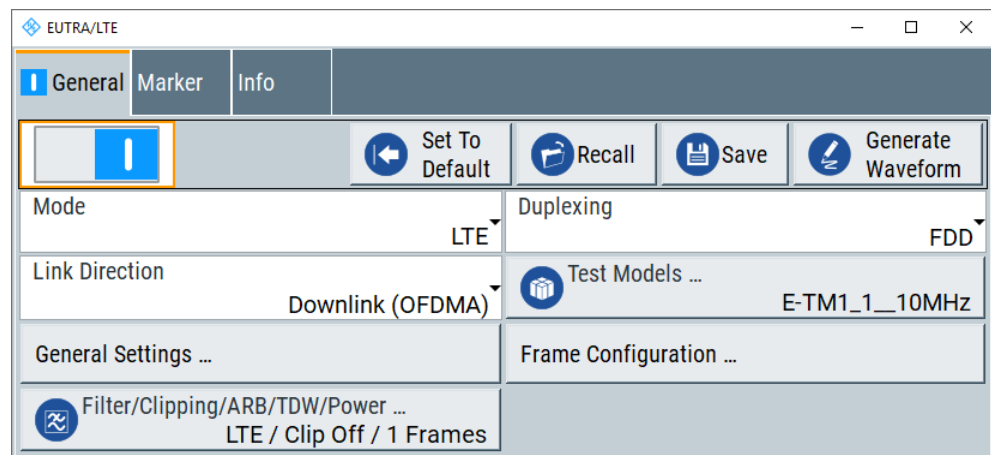 EUTRA/LTE
General Marker Info
Set To
Default
Recall
Save
Generate
Waveform
Mode
LTE
Duplexing
FDD
Link Direction
Downlink (OFDMA)
Test Models ...
E-TM1_1__10MHz
General Settings ...
Frame Configuration ...
Filter/Clipping/ARB/TDW/Power ...
LTE / Clip Off / 1 Frames